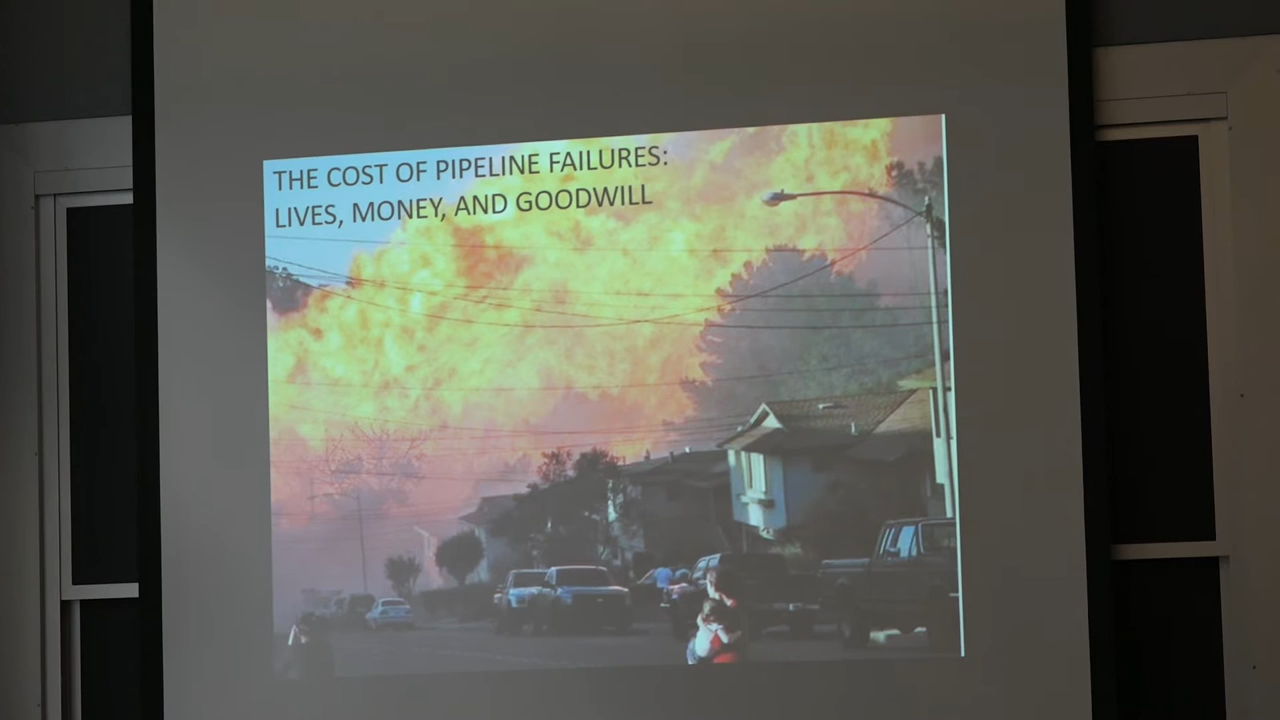 THE COST OF PIPELINE FAILURES:
LIVES, MONEY, AND GOODWILL